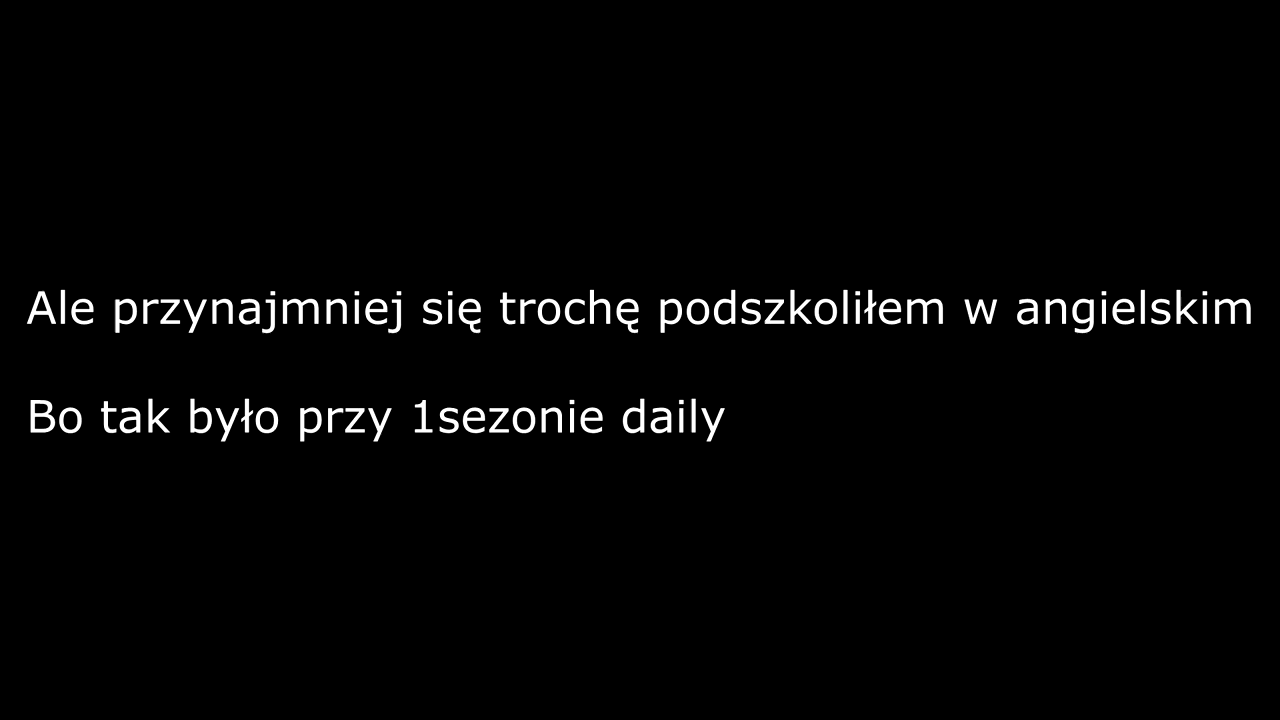 Ale przynajmniej się trochę podszkoliłem w angielskim
Bo tak było przy 1sezonie daily